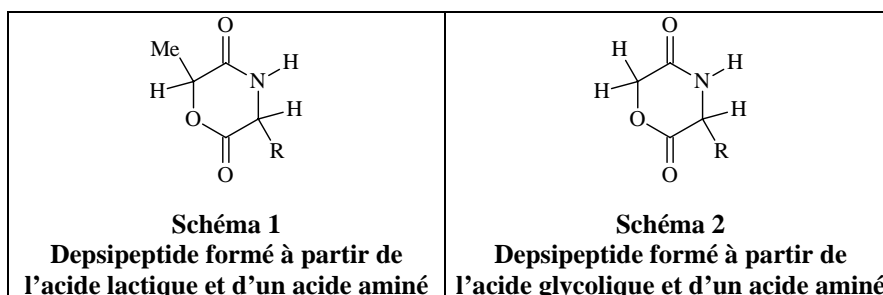 O
Me
H
N
H
H
O
R
O
Schéma 1
Depsipeptide formé à partir de
l'acide lactique et d'un acide aminé
O
H
H
N
H
H
O
R
O
Schéma 2
Depsipeptide formé à partir de
l'acide glycolique et d'un acide aminé